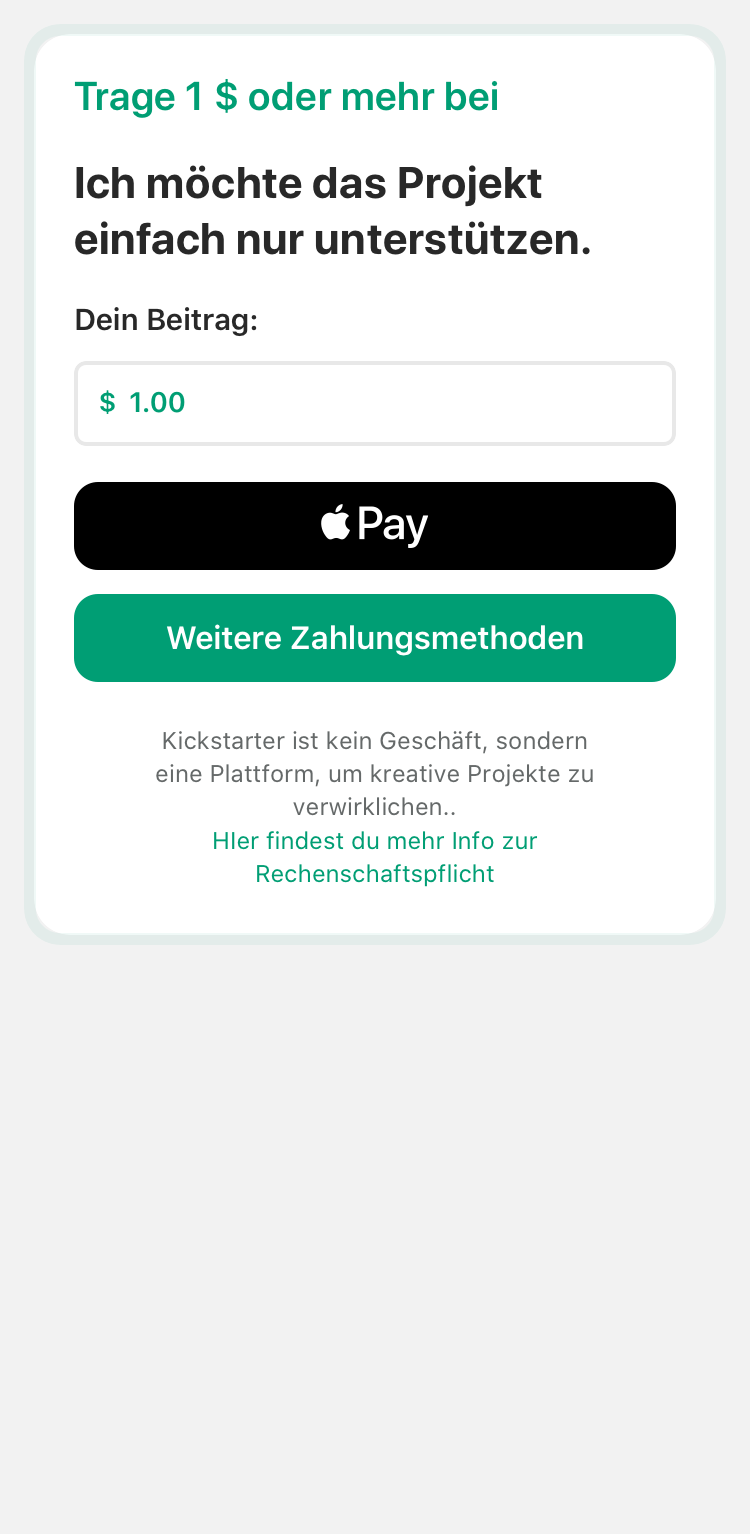 Trage 1 $ oder mehr bei
Ich möchte das Projekt
einfach nur unterstützen.
Dein Beitrag:
$ 1.00
Pay
Weitere Zahlungsmethoden
Kickstarter ist kein Geschäft, sondern
eine Plattform, um kreative Projekte zu
verwirklichen..
HIer findest du mehr Info zur
Rechenschaftspflicht